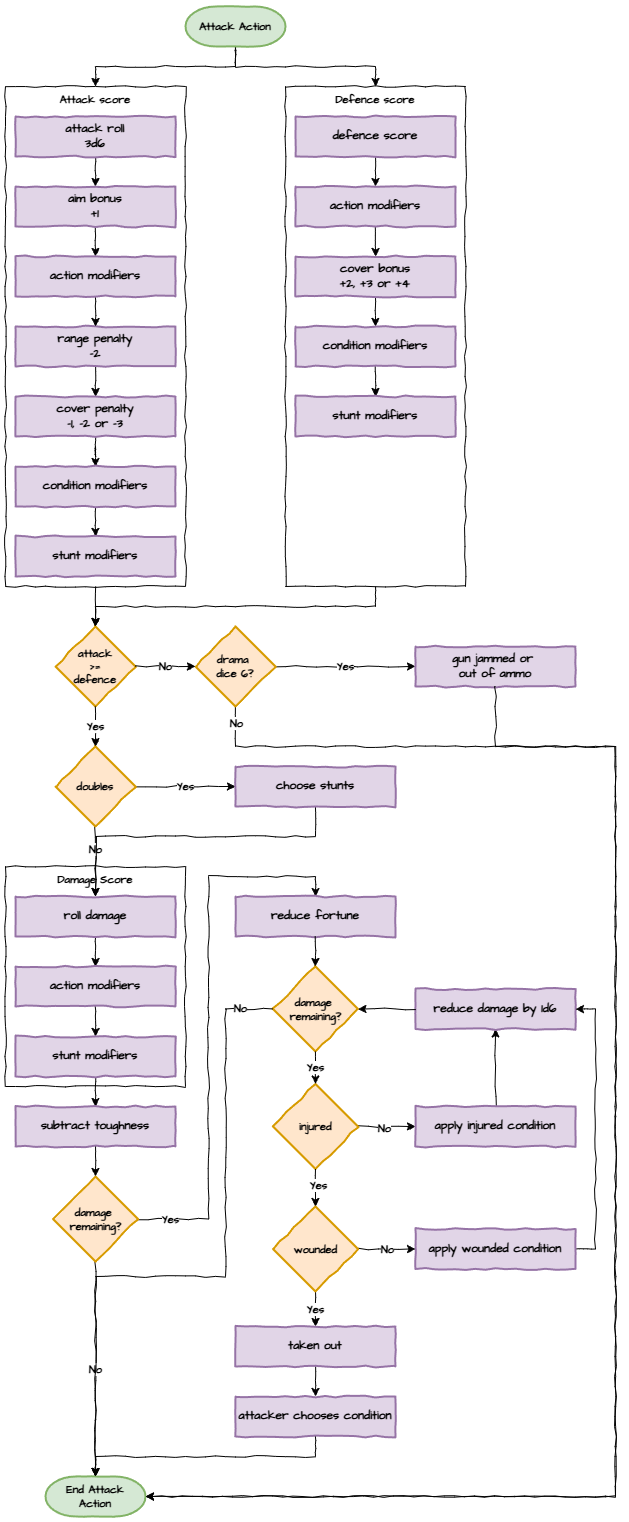 Attack Action
Attack score
attack roll
3d6
aim bonus
+1
action modifiers
range penalty
-2
cover penalty
-1, -2 or -3
condition modifiers
stunt modifiers
Defence score
defence score
action modifiers
cover bonus
+2, +3 or +4
condition modifiers
stunt modifiers
attack
>=
defence
No
drama
dice 6?
Yes
gun jammed or
out of ammo
Yes
No
doubles
Yes
choose stunts
No
Damage Score
roll damage
action modifiers
stunt modifiers
subtract toughness
damage
remaining?
Yes
No
reduce fortune
damage
remaining?
No
Yes
reduce damage by 1d6
injured
No
apply injured condition
Yes
wounded
No
apply wounded condition
Yes
taken out
attacker chooses condition
End Attack
Action